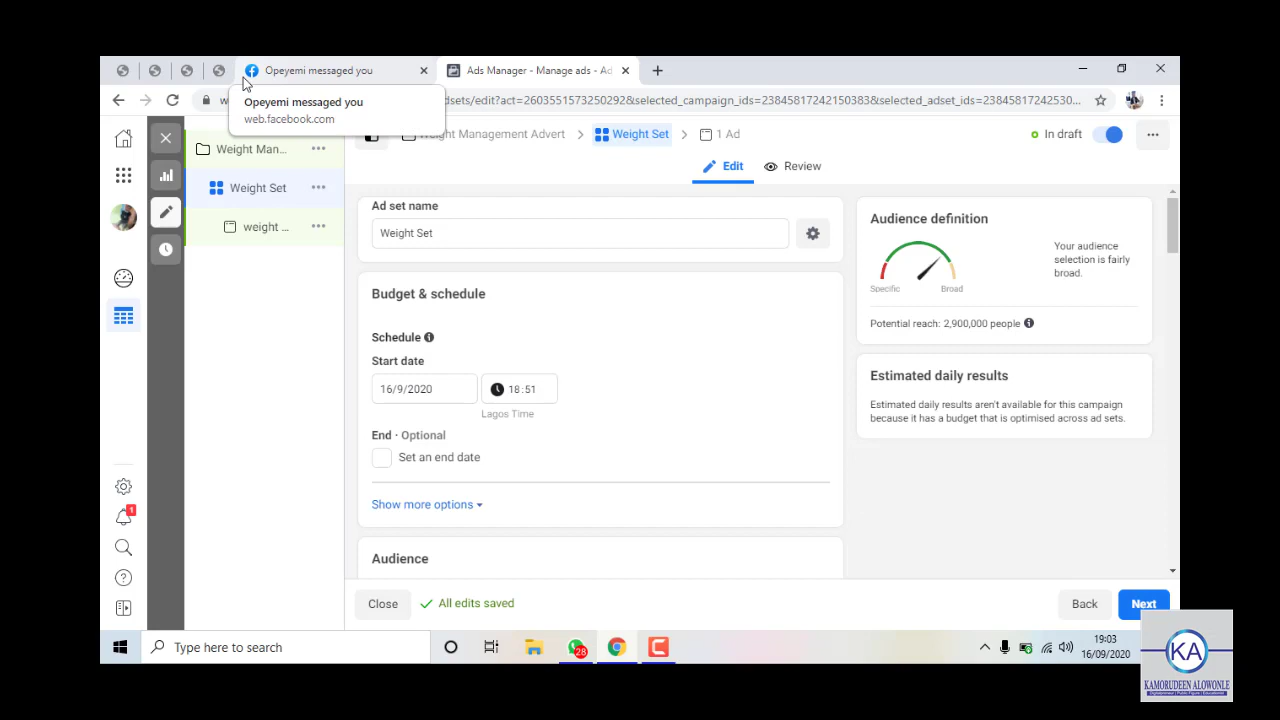 Opeyemi messaged you
Ads Manager - Manage ads - Ad
Opeyemi messaged you
web.facebook.com
dsets/edit?act=2603551573250292&selected_campaign_ids=23845817242150383&selected_adset_ids=23845817242530...
Weight Man...
Weight Set
weight ...
Weight Management Advert
Weight Set
1 Ad
In draft
Edit
Review
Ad set name
Weight Set
Budget & schedule
Schedule
Start date
16/9/2020
18:51
Lagos Time
End · Optional
Set an end date
Show more options
Audience
Audience definition
Specific
Broad
Your audience
selection is fairly
broad.
Potential reach: 2,900,000 people
Estimated daily results
Estimated daily results aren't available for this campaign
because it has a budget that is optimised across ad sets.
Close
All edits saved
Back
Next
1
Type here to search
28
19:03
16/09/2020
KA
KAMORUDEEN ALOWONLE